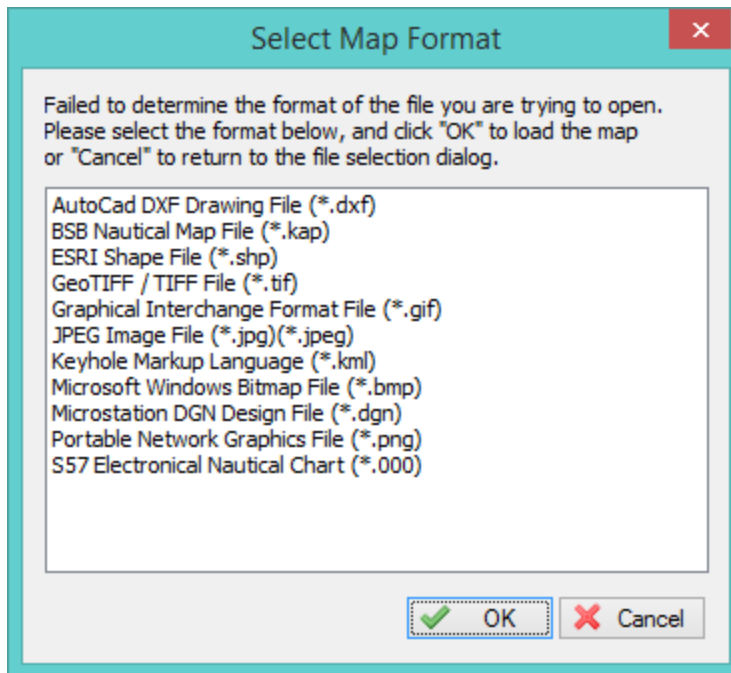 Select Map Format
Failed to determine the format of the file you are trying to open.
Please select the format below, and click "OK" to load the map
or "Cancel" to return to the file selection dialog.
AutoCad DXF Drawing File (*.dxf)
BSB Nautical Map File (*.kap)
ESRI Shape File (*.shp)
GeoTIFF / TIFF File (*.tif)
Graphical Interchange Format File (*.gif)
JPEG Image File (*.jpg)(*.jpeg)
Keyhole Markup Language (*.kml)
Microsoft Windows Bitmap File (*.bmp)
Microstation DGN Design File (*.dgn)
Portable Network Graphics File (*.png)
S57 Electronical Nautical Chart (*.000)
OK Cancel